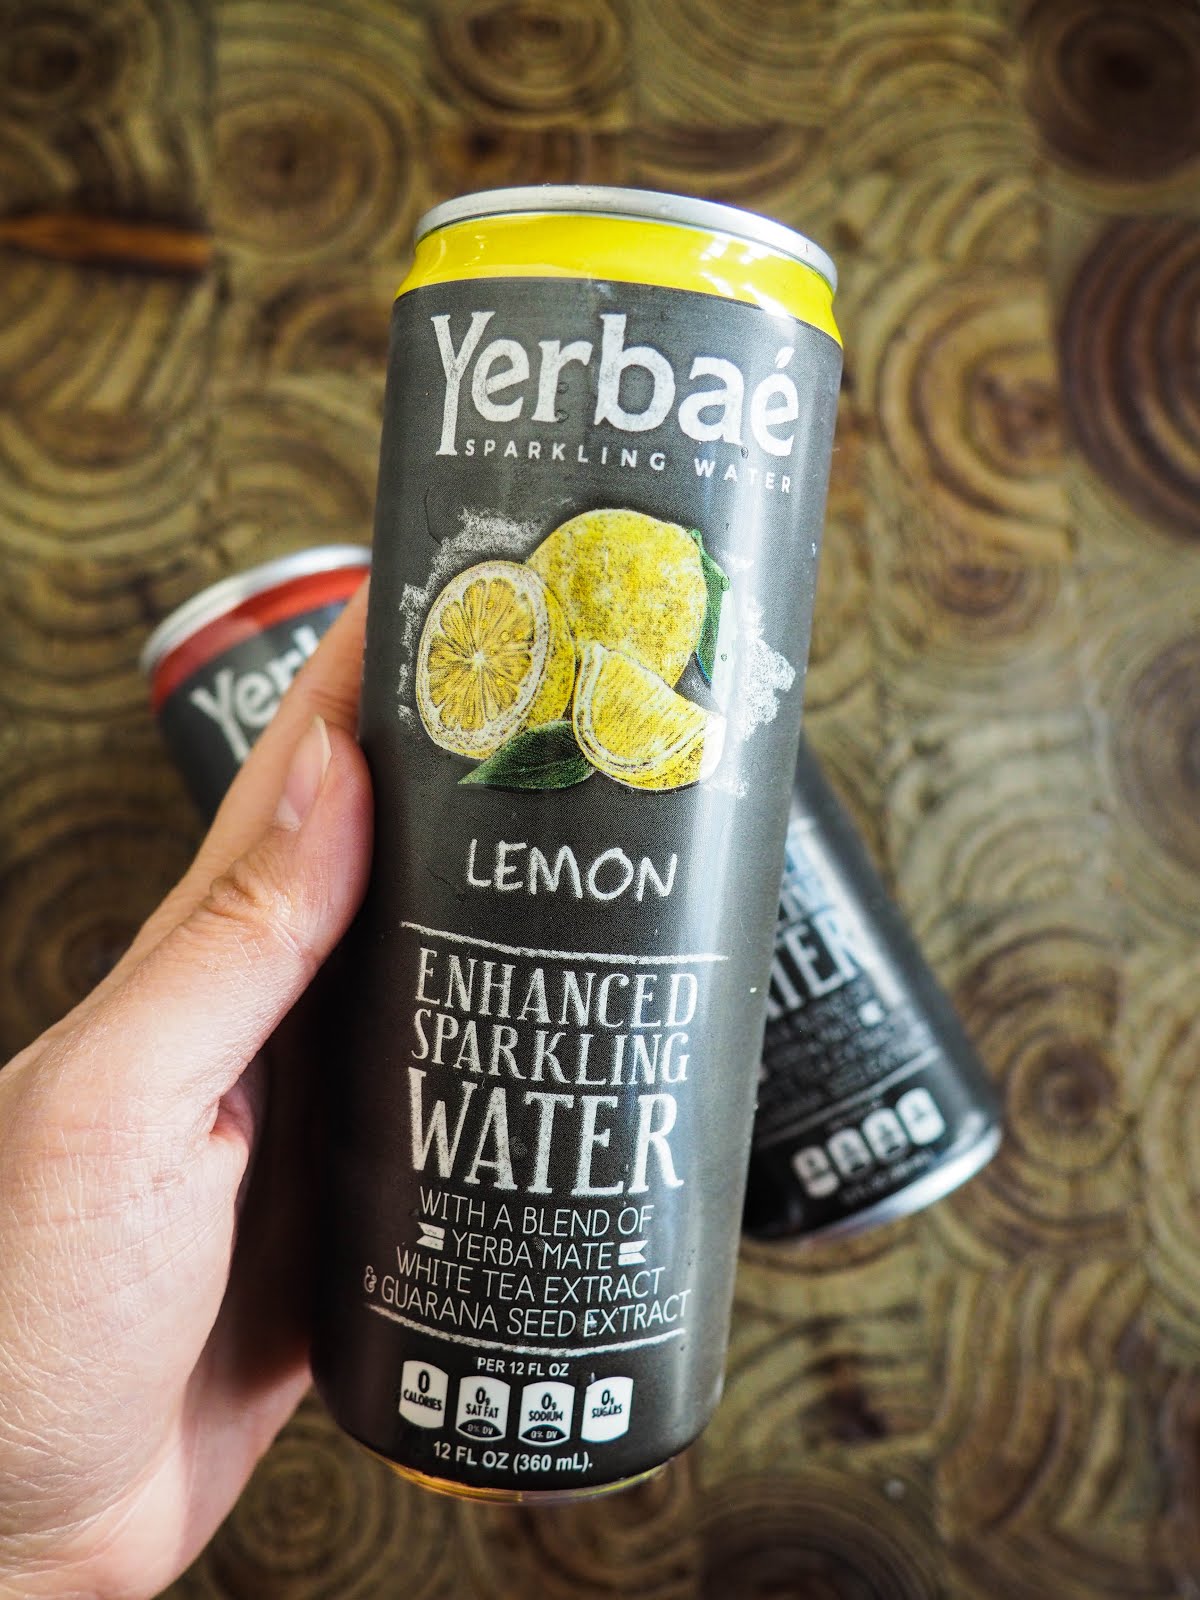 Yerbaé
SPARKLING WATER
LEMON
ENHANCED
SPARKLING
WATER
WITH A BLEND OF
YERBA MATE
WHITE TEA EXTRACT
& GUARANA SEED EXTRACT
PER 12 FL OZ
0 CALORIES
0g SAT FAT 0% DV
0g SODIUM 0% DV
0g SUGARS
12 FL OZ (360 mL).
Yer